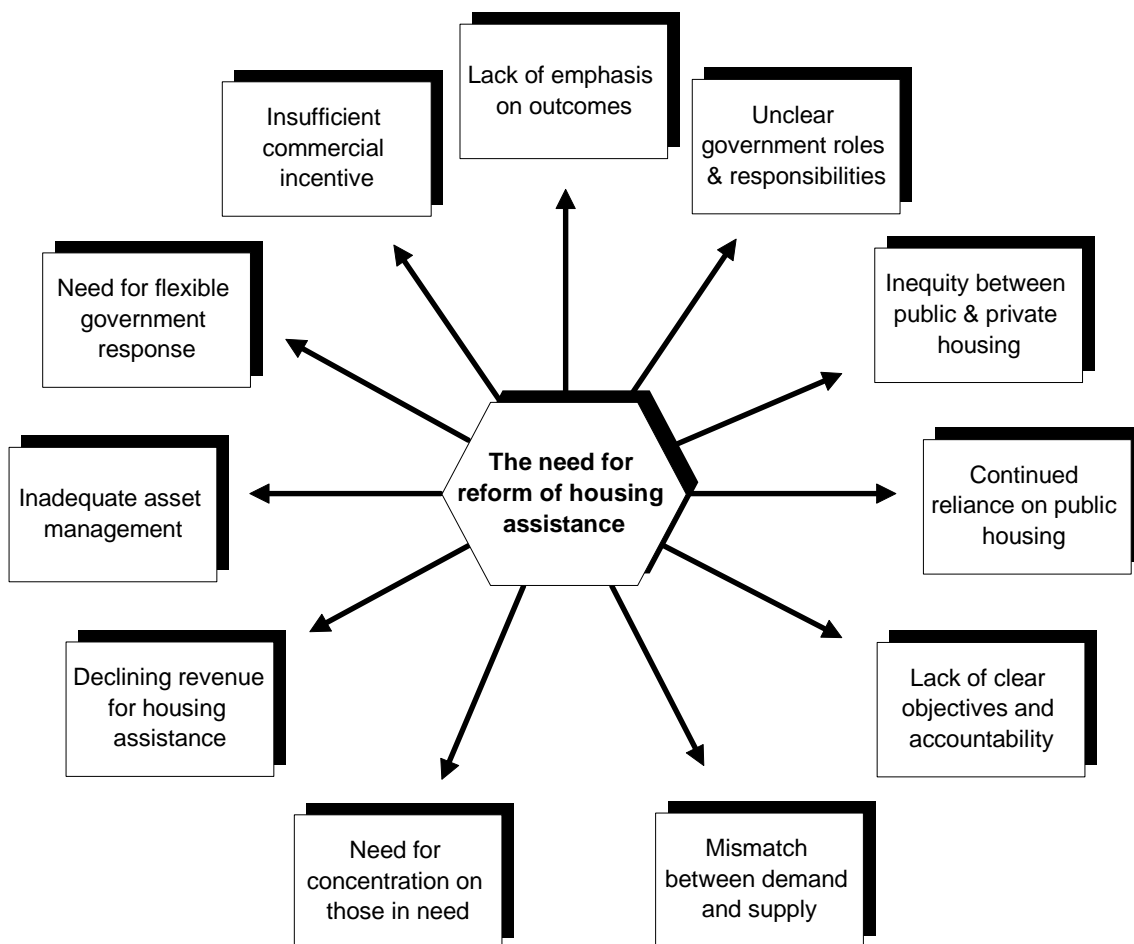 Lack of emphasis
on outcomes
Unclear
government roles
& responsibilities
Inequity between
public & private
housing
Continued
reliance on public
housing
Lack of clear
objectives and
accountability
Mismatch
between demand
and supply
Need for
concentration on
those in need
Declining revenue
for housing
assistance
Inadequate asset
management
Need for flexible
government
response
Insufficient
commercial
incentive
The need for
reform of housing
assistance